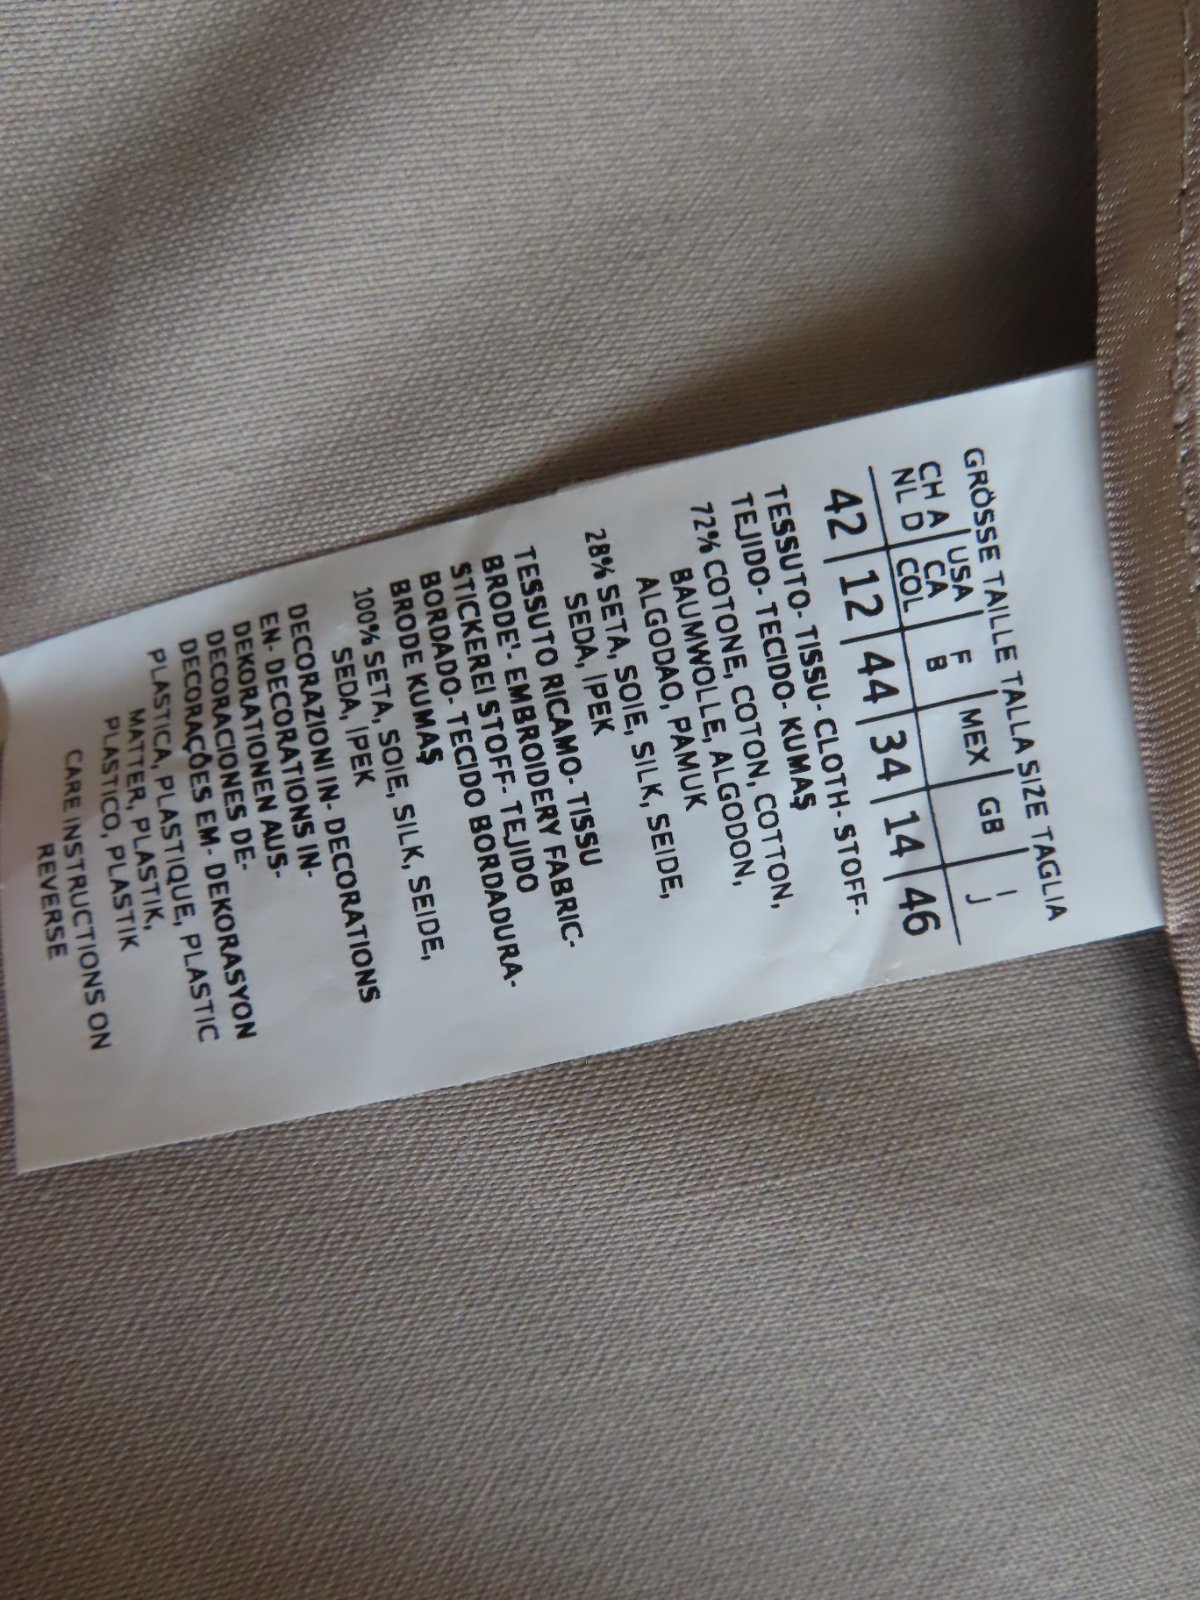 GRÖSSE TAILLE TALLA SIZE TAGLIA
CH A | USA | F | MEX | GB | I
NL D | CA COL | B | J
42 | 12 | 44 | 34 | 14 | 46
TESSUTO- TISSU- CLOTH- STOFF-
TEJIDO- TECIDO- KUMAŞ
72% COTONE, COTON, COTTON,
BAUMWOLLE, ALGODON,
ALGODAO, PAMUK
28% SETA, SOIE, SILK, SEIDE,
SEDA, IPEK
TESSUTO RICAMO- TISSU
BRODE'- EMBROIDERY FABRIC-
STICKEREI STOFF- TEJIDO
BORDADO- TECIDO BORDADURA-
BRODE KUMAŞ
100% SETA, SOIE, SILK, SEIDE,
SEDA, IPEK
DECORAZIONI IN- DECORATIONS
EN- DECORATIONS IN-
DEKORATIONEN AUS-
DECORACIONES DE-
DECORAÇÕES EM- DEKORASYON
PLASTICA, PLASTIQUE, PLASTIC
MATTER, PLASTIK,
PLASTICO, PLASTIK
CARE INSTRUCTIONS ON
REVERSE